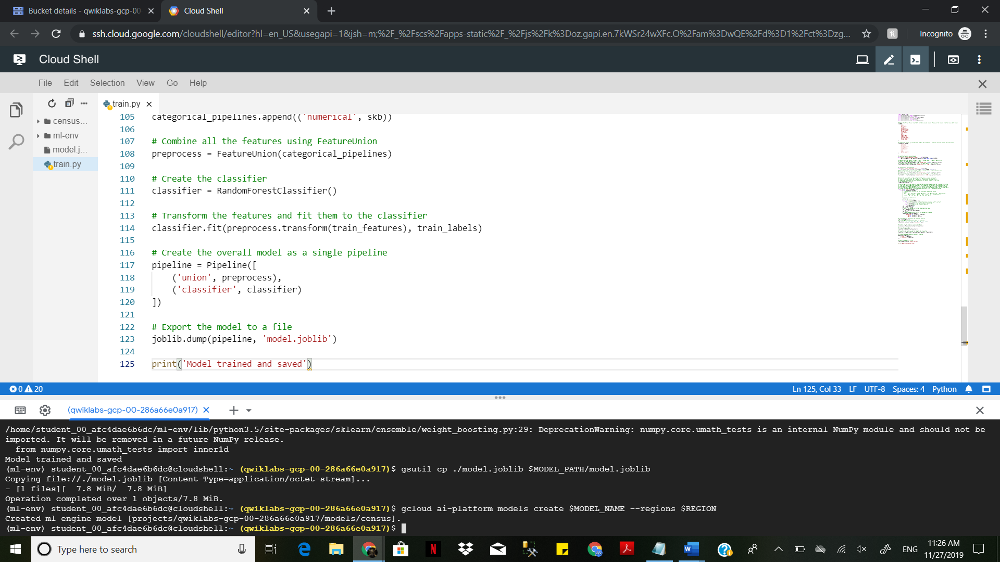 Bucket details - qwiklabs-gcp-00
Cloud Shell
ssh.cloud.google.com/cloudshell/editor?hl=en_US&usegapi=1&jsh=m;%2F_%2Fscs%2Fapps-static%2F_%2Fjs%2Fk%3Doz.gapi.en.7kWSr24wXFc.O%2Fam%3DwQE%2Fd%3D1%2Fct%3Dzg...
Incognito
Cloud Shell
File Edit Selection View Go Help
train.py
census...
ml-env
model.j...
train.py
105 categorical_pipelines.append(('numerical', skb))
106
107 # Combine all the features using FeatureUnion
108 preprocess = FeatureUnion(categorical_pipelines)
109
110 # Create the classifier
111 classifier = RandomForestClassifier()
112
113 # Transform the features and fit them to the classifier
114 classifier.fit(preprocess.transform(train_features), train_labels)
115
116 # Create the overall model as a single pipeline
117 pipeline = Pipeline([
118 ('union', preprocess),
119 ('classifier', classifier)
120 ])
121
122 # Export the model to a file
123 joblib.dump(pipeline, 'model.joblib')
124
125 print('Model trained and saved')
0 20
Ln 125, Col 33 LF UTF-8 Spaces: 4 Python
(qwiklabs-gcp-00-286a66e0a917)
/home/student_00_afc4dae6b6dc/ml-env/lib/python3.5/site-packages/sklearn/ensemble/weight_boosting.py:29: DeprecationWarning: numpy.core.umath_tests is an internal NumPy module and should not be
imported. It will be removed in a future NumPy release.
from numpy.core.umath_tests import inner1d
Model trained and saved
(ml-env) student_00_afc4dae6b6dc@cloudshell:~ (qwiklabs-gcp-00-286a66e0a917)$ gsutil cp ./model.joblib $MODEL_PATH/model.joblib
Copying file://./model.joblib [Content-Type=application/octet-stream]...
- [1 files][ 7.8 MiB/ 7.8 MiB]
Operation completed over 1 objects/7.8 MiB.
(ml-env) student_00_afc4dae6b6dc@cloudshell:~ (qwiklabs-gcp-00-286a66e0a917)$ gcloud ai-platform models create $MODEL_NAME --regions $REGION
Created ml engine model [projects/qwiklabs-gcp-00-286a66e0a917/models/census].
(ml-env) student_00_afc4dae6b6dc@cloudshell:~ (qwiklabs-gcp-00-286a66e0a917)$
Type here to search
ENG
11:26 AM
11/27/2019